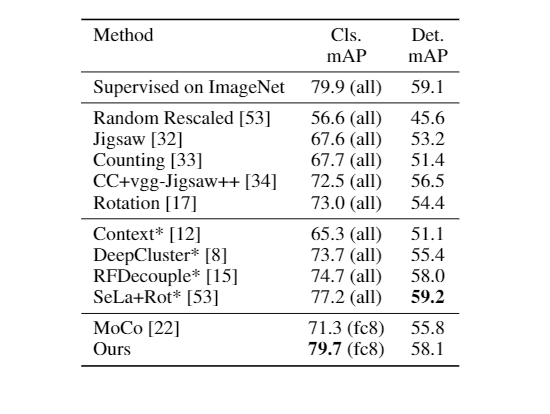 Method Cls. Det.
mAP mAP
Supervised on ImageNet 79.9 (all) 59.1
Random Rescaled [53] 56.6 (all) 45.6
Jigsaw [32] 67.6 (all) 53.2
Counting [33] 67.7 (all) 51.4
CC+vgg-Jigsaw++ [34] 72.5 (all) 56.5
Rotation [17] 73.0 (all) 54.4
Context* [12] 65.3 (all) 51.1
DeepCluster* [8] 73.7 (all) 55.4
RFDecouple* [15] 74.7 (all) 58.0
SeLa+Rot* [53] 77.2 (all) 59.2
MoCo [22] 71.3 (fc8) 55.8
Ours 79.7 (fc8) 58.1